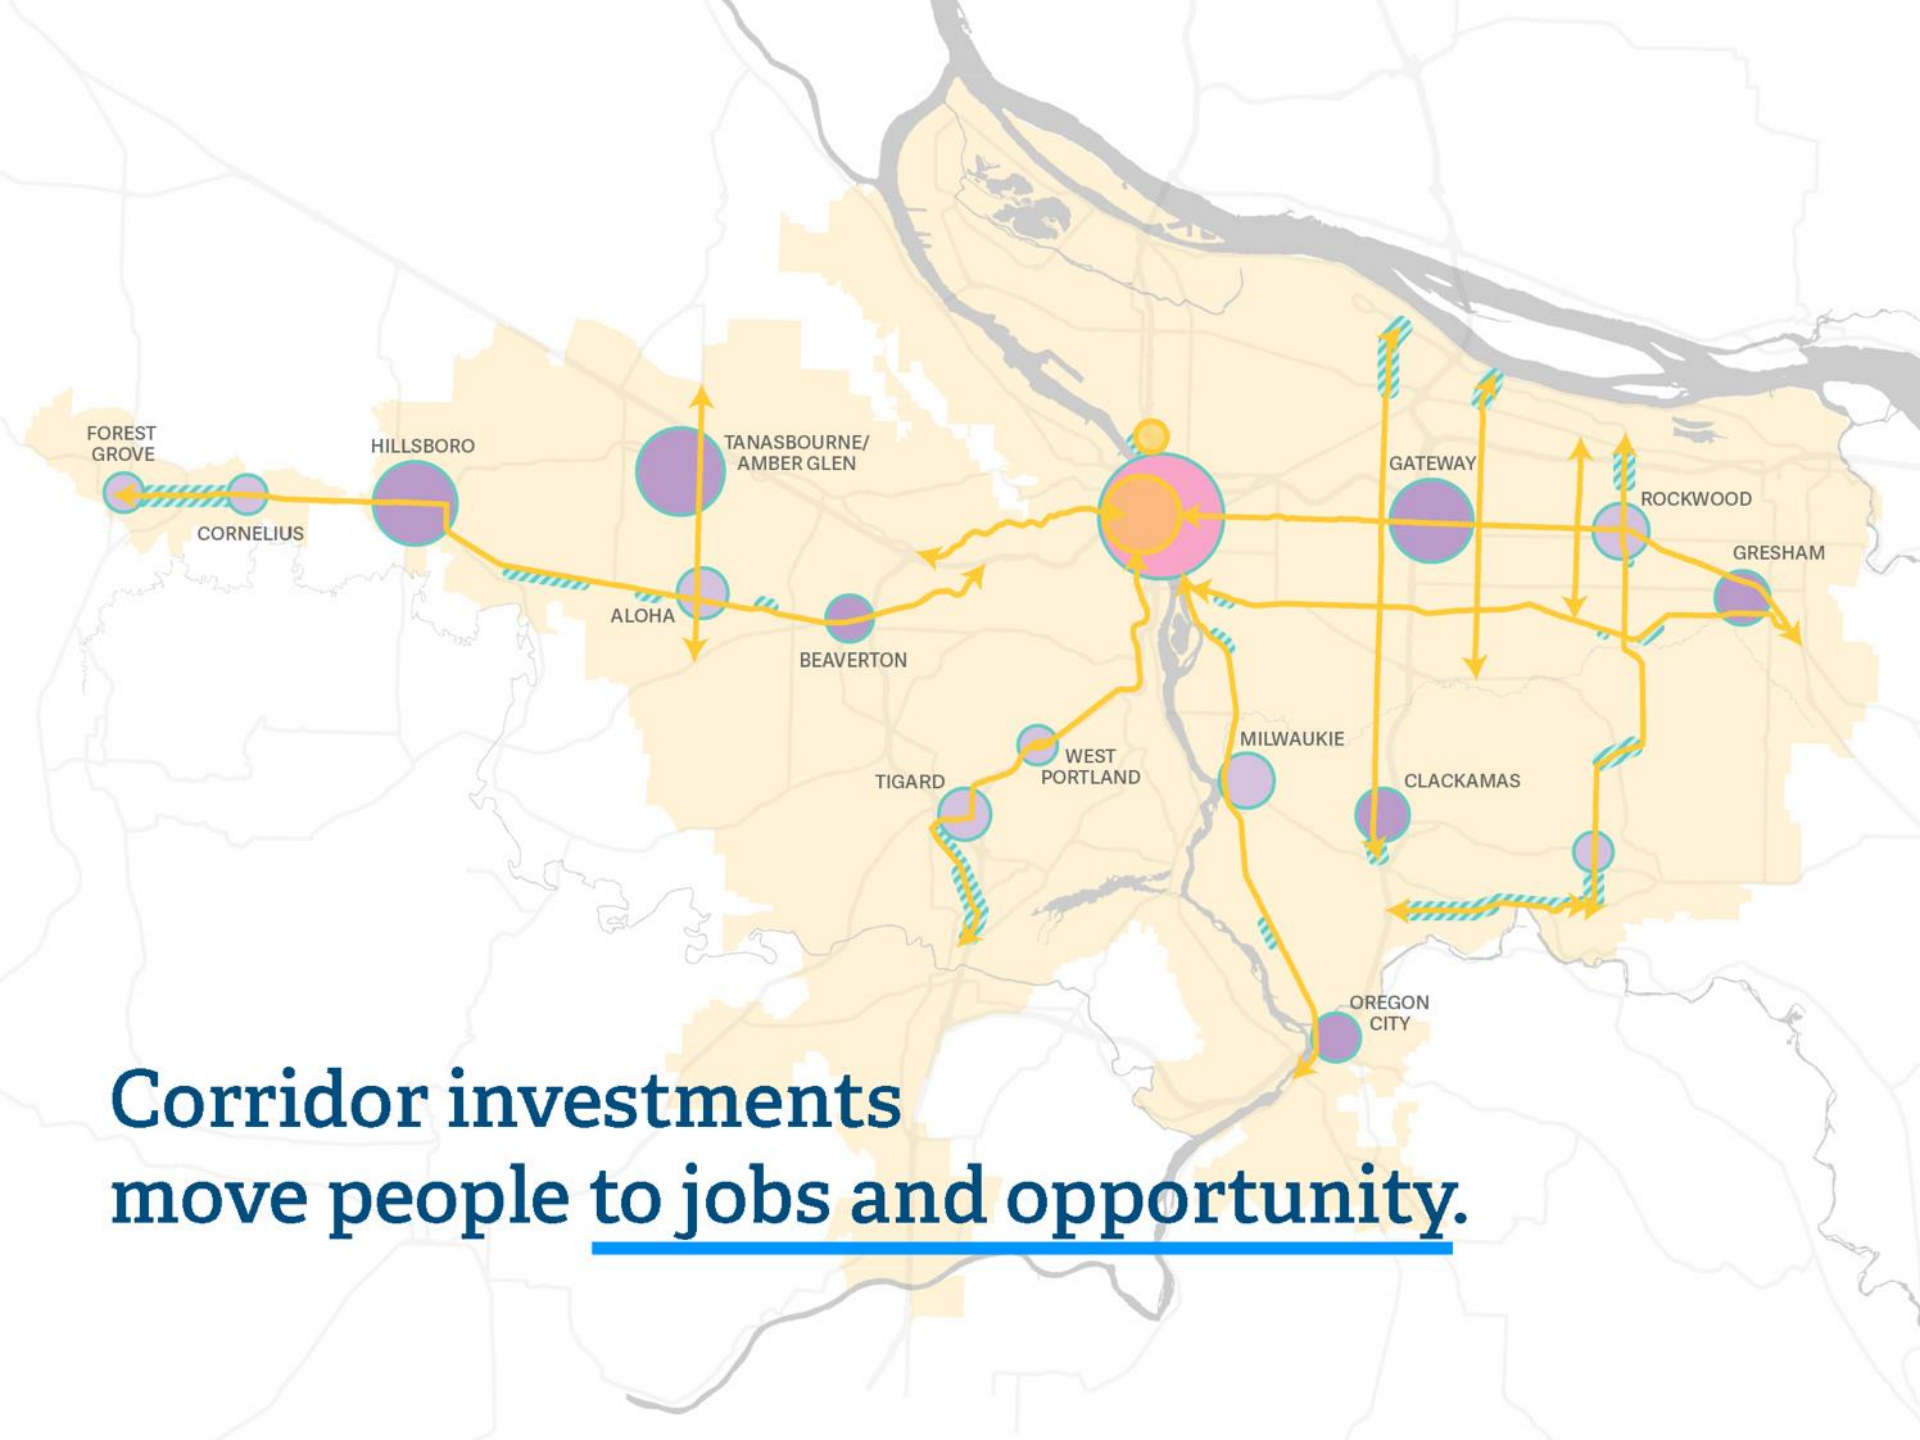 FOREST
GROVE
HILLSBORO
TANASBOURNE/
AMBER GLEN
CORNELIUS
ALOHA
BEAVERTON
GATEWAY
ROCKWOOD
GRESHAM
WEST
PORTLAND
TIGARD
MILWAUKIE
CLACKAMAS
OREGON
CITY
Corridor investments
move people to jobs and opportunity.